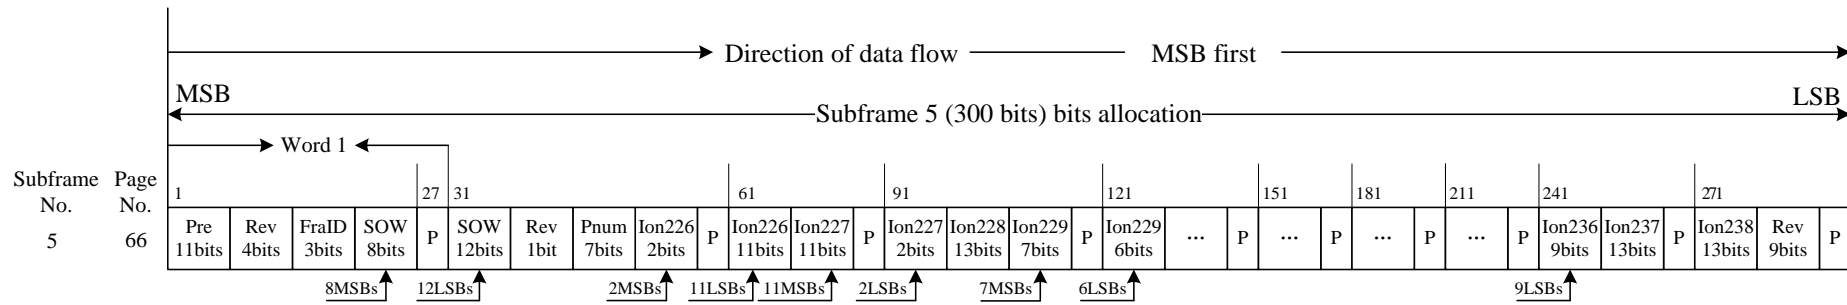 Direction of data flow MSB first
MSB LSB
Subframe 5 (300 bits) bits allocation
Word 1
Subframe No. Page No.
1 27 31 61 91 121 151 181 211 241 271
5 66
Pre 11bits
Rev 4bits
FraID 3bits
SOW 8bits
P
SOW 12bits
Rev 1bit
Pnum 7bits
Ion226 2bits
P
Ion226 11bits
Ion227 11bits
P
Ion227 2bits
Ion228 13bits
Ion229 7bits
P
Ion229 6bits
...
P
...
P
...
P
...
P
Ion236 9bits
Ion237 13bits
P
Ion238 13bits
Rev 9bits
P
8MSBs 12LSBs 2MSBs 11LSBs 11MSBs 2LSBs 7MSBs 6LSBs 9LSBs